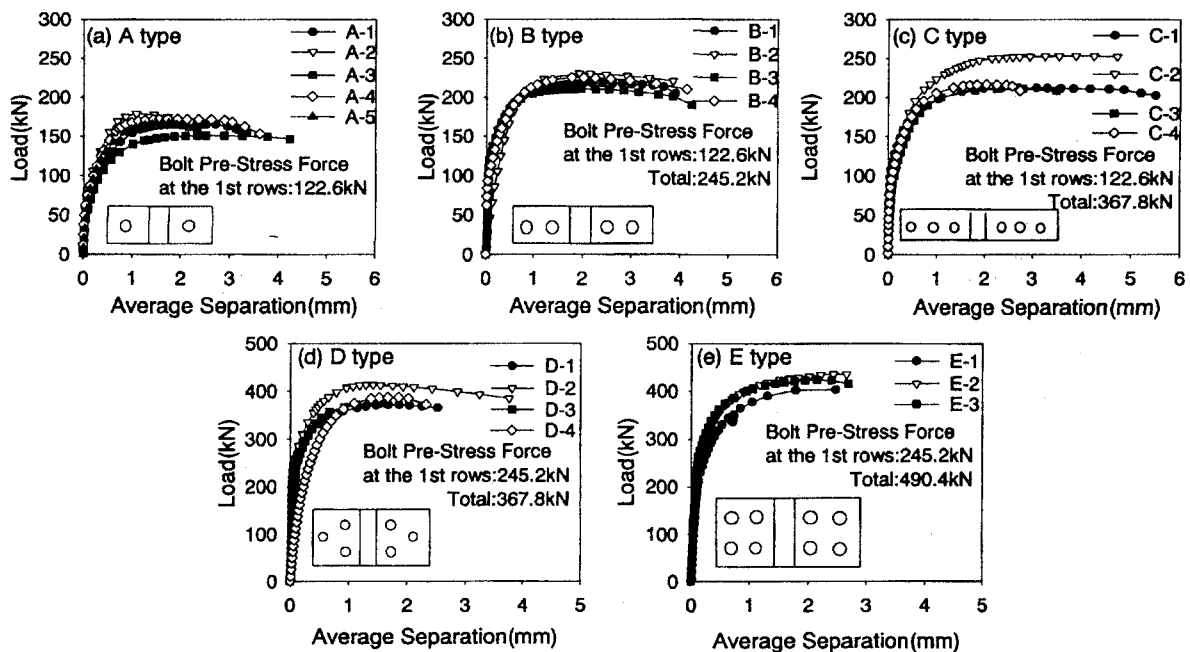 (a) A type
A-1
A-2
A-3
A-4
A-5
Bolt Pre-Stress Force
at the 1st rows:122.6kN
Load(kN)
300
250
200
150
100
50
0
0 1 2 3 4 5 6
Average Separation(mm)
(b) B type
B-1
B-2
B-3
B-4
Bolt Pre-Stress Force
at the 1st rows:122.6kN
Total:245.2kN
Load(kN)
300
250
200
150
100
50
0
0 1 2 3 4 5 6
Average Separation(mm)
(c) C type
C-1
C-2
C-3
C-4
Bolt Pre-Stress Force
at the 1st rows:122.6kN
Total:367.8kN
Load(kN)
300
250
200
150
100
50
0
0 1 2 3 4 5 6
Average Separation(mm)
(d) D type
D-1
D-2
D-3
D-4
Bolt Pre-Stress Force
at the 1st rows:245.2kN
Total:367.8kN
Load(kN)
500
400
300
200
100
0
0 1 2 3 4 5
Average Separation(mm)
(e) E type
E-1
E-2
E-3
Bolt Pre-Stress Force
at the 1st rows:245.2kN
Total:490.4kN
Load(kN)
500
400
300
200
100
0
0 1 2 3 4 5
Average Separation(mm)